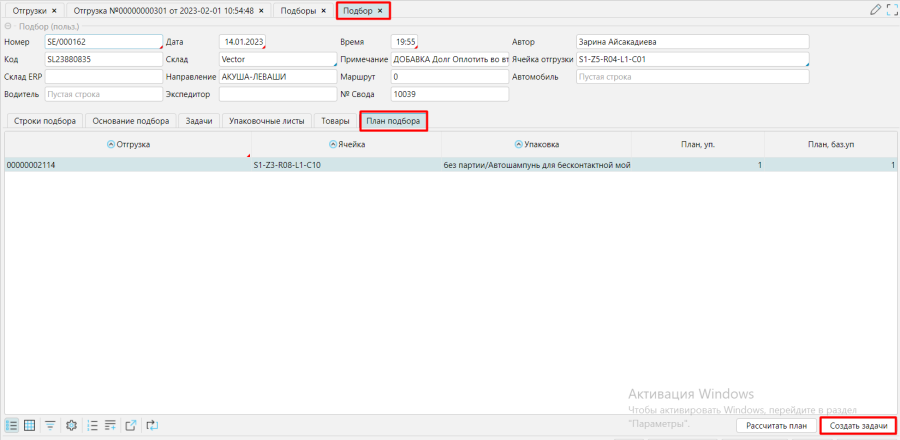 Отгрузки × Отгрузка №00000000301 от 2023-02-01 10:54:48 × Подборы × Подбор ×
Подбор (польз.)
Номер SE/000162 Дата 14.01.2023 Время 19:55 Автор Зарина Айсакадиева
Код SL23880835 Склад Vector Примечание ДОБАВКА Долг Оплатить во вт Ячейка отгрузки S1-Z5-R04-L1-C01
Склад ERP Направление АКУША-ЛЕВАШИ Маршрут 0 Автомобиль Пустая строка
Водитель Пустая строка Экспедитор № Свода 10039
Строки подбора Основание подбора Задачи Упаковочные листы Товары План подбора
Отгрузка Ячейка Упаковка План, уп. План, баз.уп
00000002114 S1-Z3-R08-L1-C10 без партии/Автошампунь для бесконтактной мой 1 1
Активация Windows
Чтобы активировать Windows, перейдите в раздел
"Параметры".
Рассчитать план Создать задачи